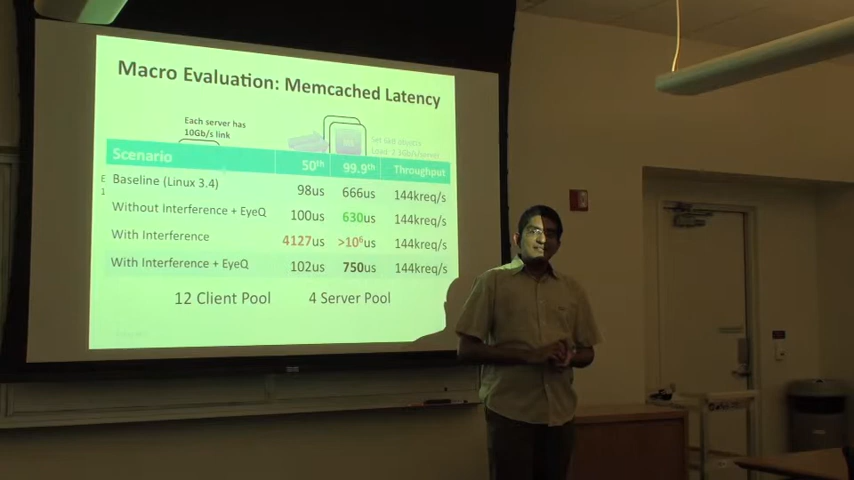 Macro Evaluation: Memcached Latency
Each server has
10Gb/s link
Scenario 50th 99.9th Throughput
Baseline (Linux 3.4) 98us 666us 144kreq/s
Without Interference + EyeQ 100us 630us 144kreq/s
With Interference 4127us >10⁶us 144kreq/s
With Interference + EyeQ 102us 750us 144kreq/s
12 Client Pool 4 Server Pool